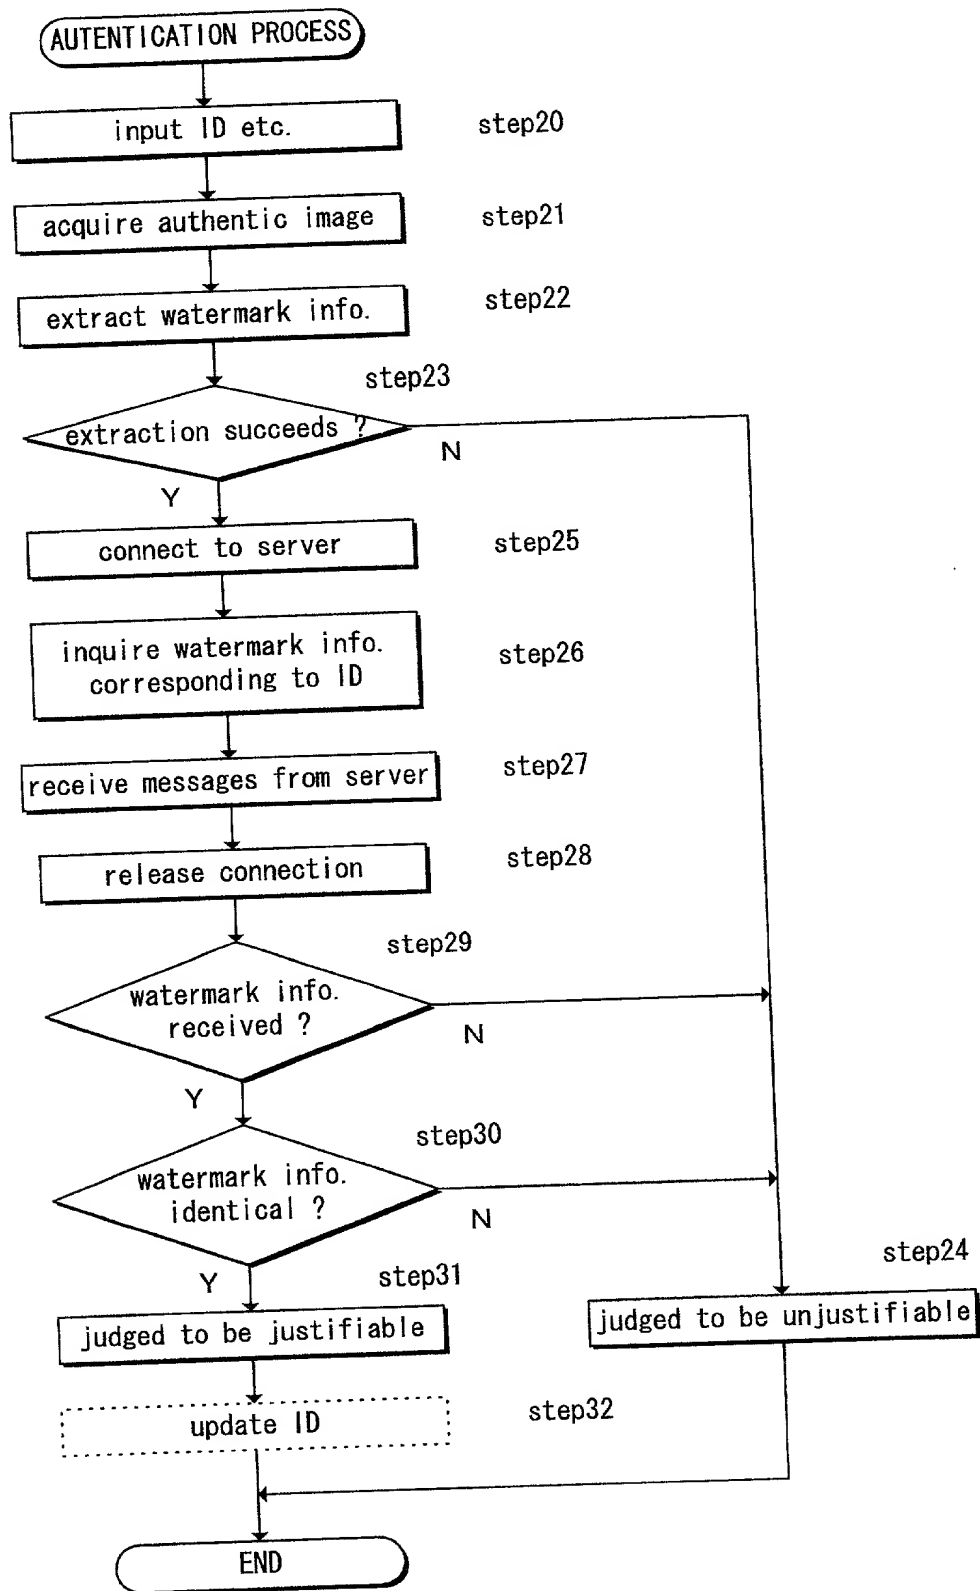 AUTENTICATION PROCESS
input ID etc.
step20
acquire authentic image
step21
extract watermark info.
step22
step23
extraction succeeds ?
N
Y
connect to server
step25
inquire watermark info.
corresponding to ID
step26
receive messages from server
step27
release connection
step28
step29
watermark info.
received ?
N
Y
step30
watermark info.
identical ?
N
Y
step31
step24
judged to be justifiable
judged to be unjustifiable
update ID
step32
END